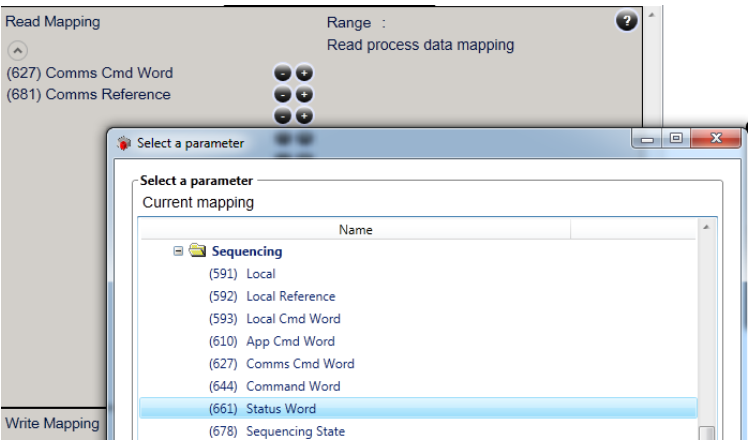 Read Mapping
Range :
Read process data mapping
?
(627) Comms Cmd Word
- +
(681) Comms Reference
- +
- +
Select a parameter
Select a parameter
Current mapping
Name
Sequencing
(591) Local
(592) Local Reference
(593) Local Cmd Word
(610) App Cmd Word
(627) Comms Cmd Word
(644) Command Word
(661) Status Word
(678) Sequencing State
Write Mapping